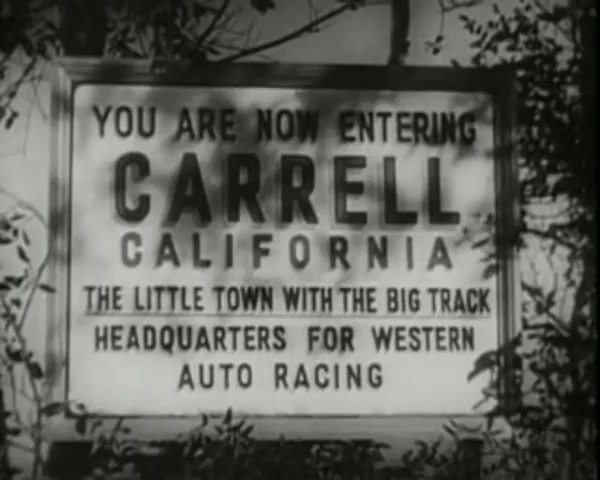 YOU ARE NOW ENTERING
CARRELL
CALIFORNIA
THE LITTLE TOWN WITH THE BIG TRACK
HEADQUARTERS FOR WESTERN
AUTO RACING